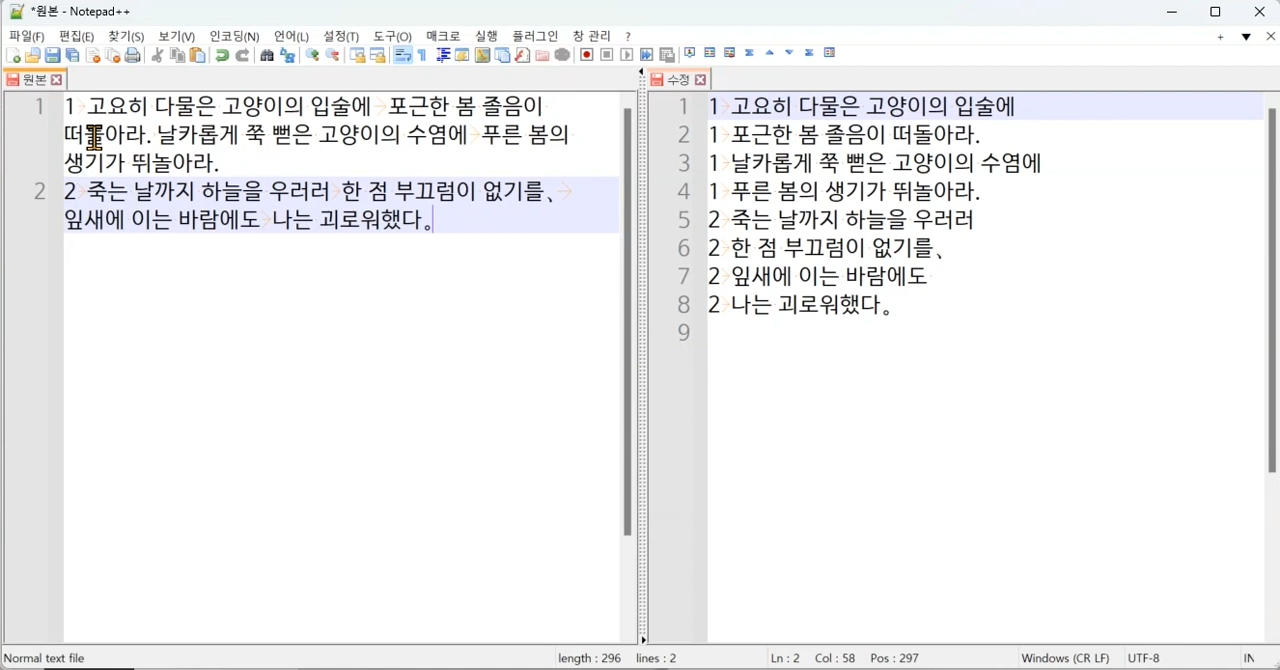 *원본 - Notepad++
파일(F) 편집(E) 찾기(S) 보기(V) 인코딩(N) 언어(L) 설정(T) 도구(O) 매크로 실행 플러그인 창 관리 ?
원본
1 1 고요히 다물은 고양이의 입술에 포근한 봄 졸음이
떠돌아라. 날카롭게 쭉 뻗은 고양이의 수염에 푸른 봄의
생기가 뛰놀아라.
2 2 죽는 날까지 하늘을 우러러 한 점 부끄럼이 없기를、
잎새에 이는 바람에도 나는 괴로워했다。
수정
1 1 고요히 다물은 고양이의 입술에
2 1 포근한 봄 졸음이 떠돌아라.
3 1 날카롭게 쭉 뻗은 고양이의 수염에
4 1 푸른 봄의 생기가 뛰놀아라.
5 2 죽는 날까지 하늘을 우러러
6 2 한 점 부끄럼이 없기를、
7 2 잎새에 이는 바람에도
8 2 나는 괴로워했다。
9
Normal text file length : 296 lines : 2 Ln : 2 Col : 58 Pos : 297 Windows (CR LF) UTF-8 IN